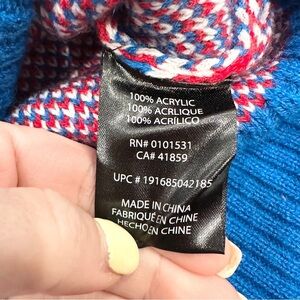 100% ACRYLIC
100% ACRLIQUE
100% ACRÍLICO
RN# 0101531
CA# 41859
UPC # 191685042185
MADE IN CHINA
FABRIQUÉ EN CHINE
HECHO EN CHINE